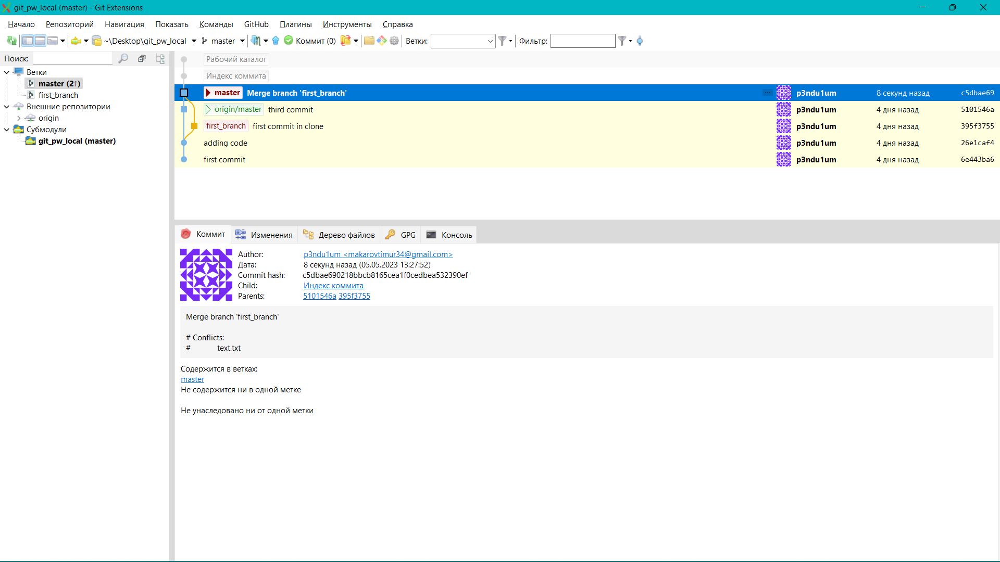 git_pw_local (master) - Git Extensions
Начало Репозиторий Навигация Показать Команды GitHub Плагины Инструменты Справка
~\Desktop\git_pw_local master Коммит (0) Ветки: Фильтр:
Поиск:
Ветки
master (2↑)
first_branch
Внешние репозитории
origin
Субмодули
git_pw_local (master)
Рабочий каталог
Индекс коммита
master Merge branch 'first_branch' ... p3ndu1um 8 секунд назад c5dbae69
origin/master third commit p3ndu1um 4 дня назад 5101546a
first_branch first commit in clone p3ndu1um 4 дня назад 395f3755
adding code p3ndu1um 4 дня назад 26e1caf4
first commit p3ndu1um 4 дня назад 6e443ba6
Коммит Изменения Дерево файлов GPG Консоль
Author: p3ndu1um <makarovtimur34@gmail.com>
Дата: 8 секунд назад (05.05.2023 13:27:52)
Commit hash: c5dbae690218bbcb8165cea1f0cedbea532390ef
Child: Индекс коммита
Parents: 5101546a 395f3755
Merge branch 'first_branch'
# Conflicts:
# text.txt
Содержится в ветках:
master
Не содержится ни в одной метке
Не унаследовано ни от одной метки